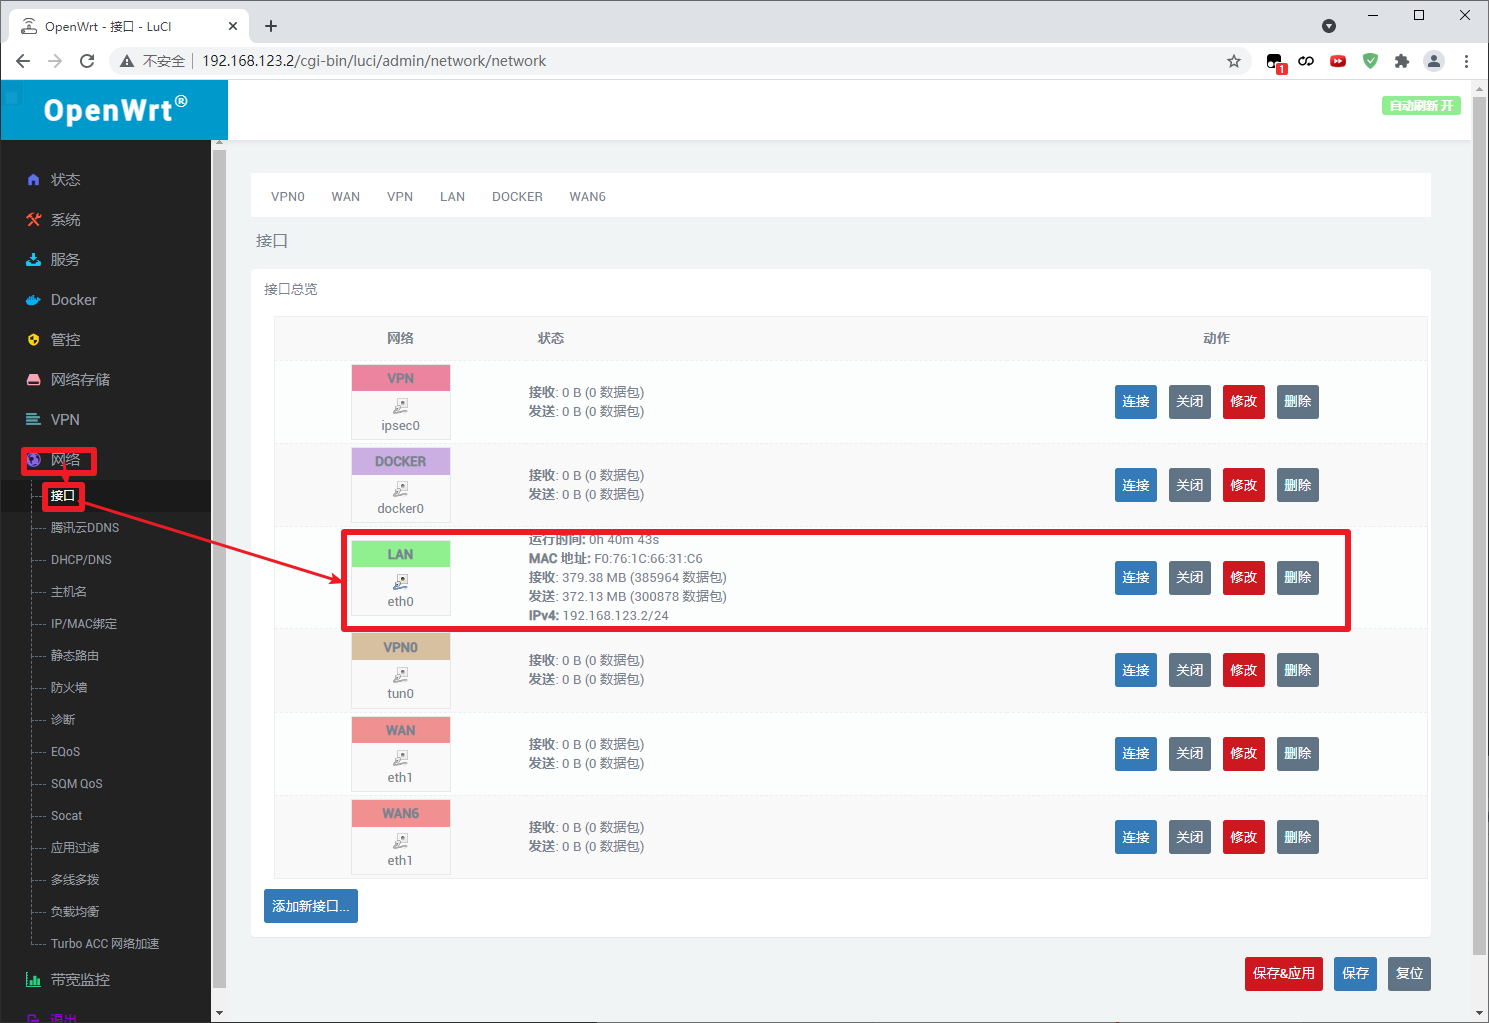 OpenWrt - 接口 - LuCI
不安全
192.168.123.2/cgi-bin/luci/admin/network/network
1
OpenWrt®
自动刷新 开
状态
系统
服务
Docker
管控
网络存储
VPN
网络
接口
腾讯云DDNS
DHCP/DNS
主机名
IP/MAC绑定
静态路由
防火墙
诊断
EQoS
SQM QoS
Socat
应用过滤
多线多拨
负载均衡
Turbo ACC 网络加速
带宽监控
退出
VPN0 WAN VPN LAN DOCKER WAN6
接口
接口总览
网络 状态 动作
VPN
ipsec0
接收: 0 B (0 数据包)
发送: 0 B (0 数据包)
连接 关闭 修改 删除
DOCKER
docker0
接收: 0 B (0 数据包)
发送: 0 B (0 数据包)
连接 关闭 修改 删除
LAN
eth0
运行时间: 0h 40m 43s
MAC 地址: F0:76:1C:66:31:C6
接收: 379.38 MB (385964 数据包)
发送: 372.13 MB (300878 数据包)
IPv4: 192.168.123.2/24
连接 关闭 修改 删除
VPN0
tun0
接收: 0 B (0 数据包)
发送: 0 B (0 数据包)
连接 关闭 修改 删除
WAN
eth1
接收: 0 B (0 数据包)
发送: 0 B (0 数据包)
连接 关闭 修改 删除
WAN6
eth1
接收: 0 B (0 数据包)
发送: 0 B (0 数据包)
连接 关闭 修改 删除
添加新接口...
保存&应用 保存 复位